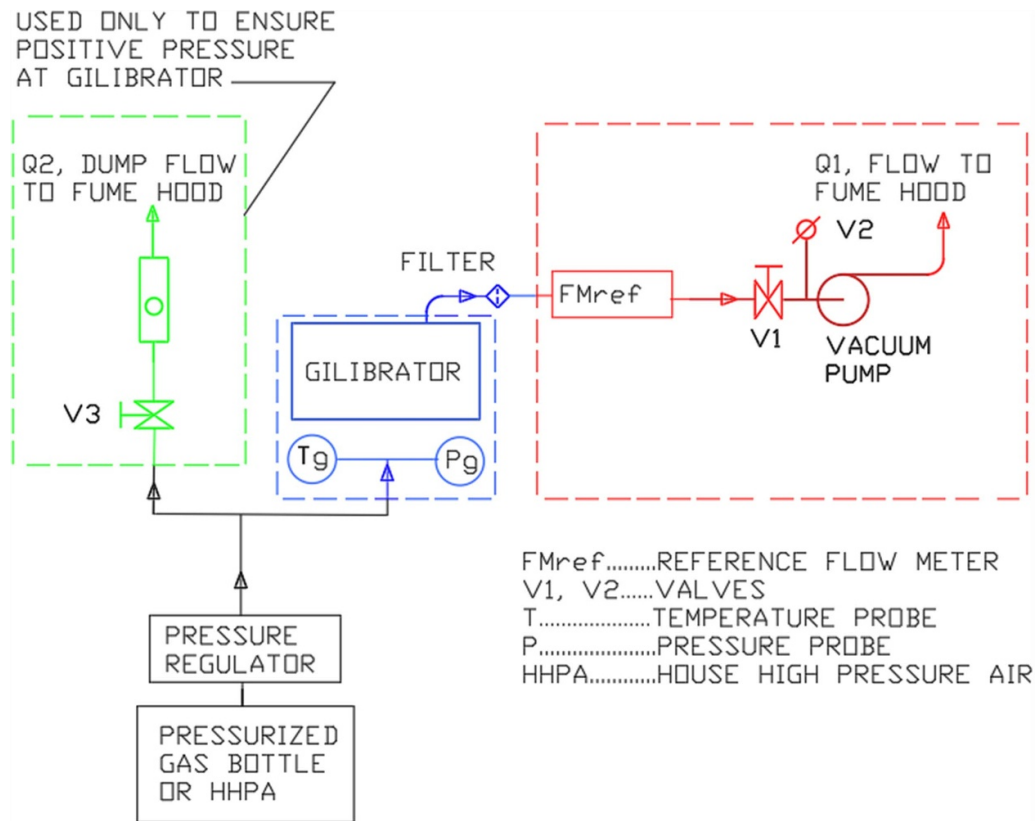 USED ONLY TO ENSURE
POSITIVE PRESSURE
AT GILIBRATOR
Q2, DUMP FLOW
TO FUME HOOD
Q1, FLOW TO
FUME HOOD
V2
FILTER
FMref
V1
VACUUM
PUMP
GILIBRATOR
V3
Tg
Pg
FMref.........REFERENCE FLOW METER
V1, V2......VALVES
T....................TEMPERATURE PROBE
P....................PRESSURE PROBE
HHPA............HOUSE HIGH PRESSURE AIR
PRESSURE
REGULATOR
PRESSURIZED
GAS BOTTLE
OR HHPA